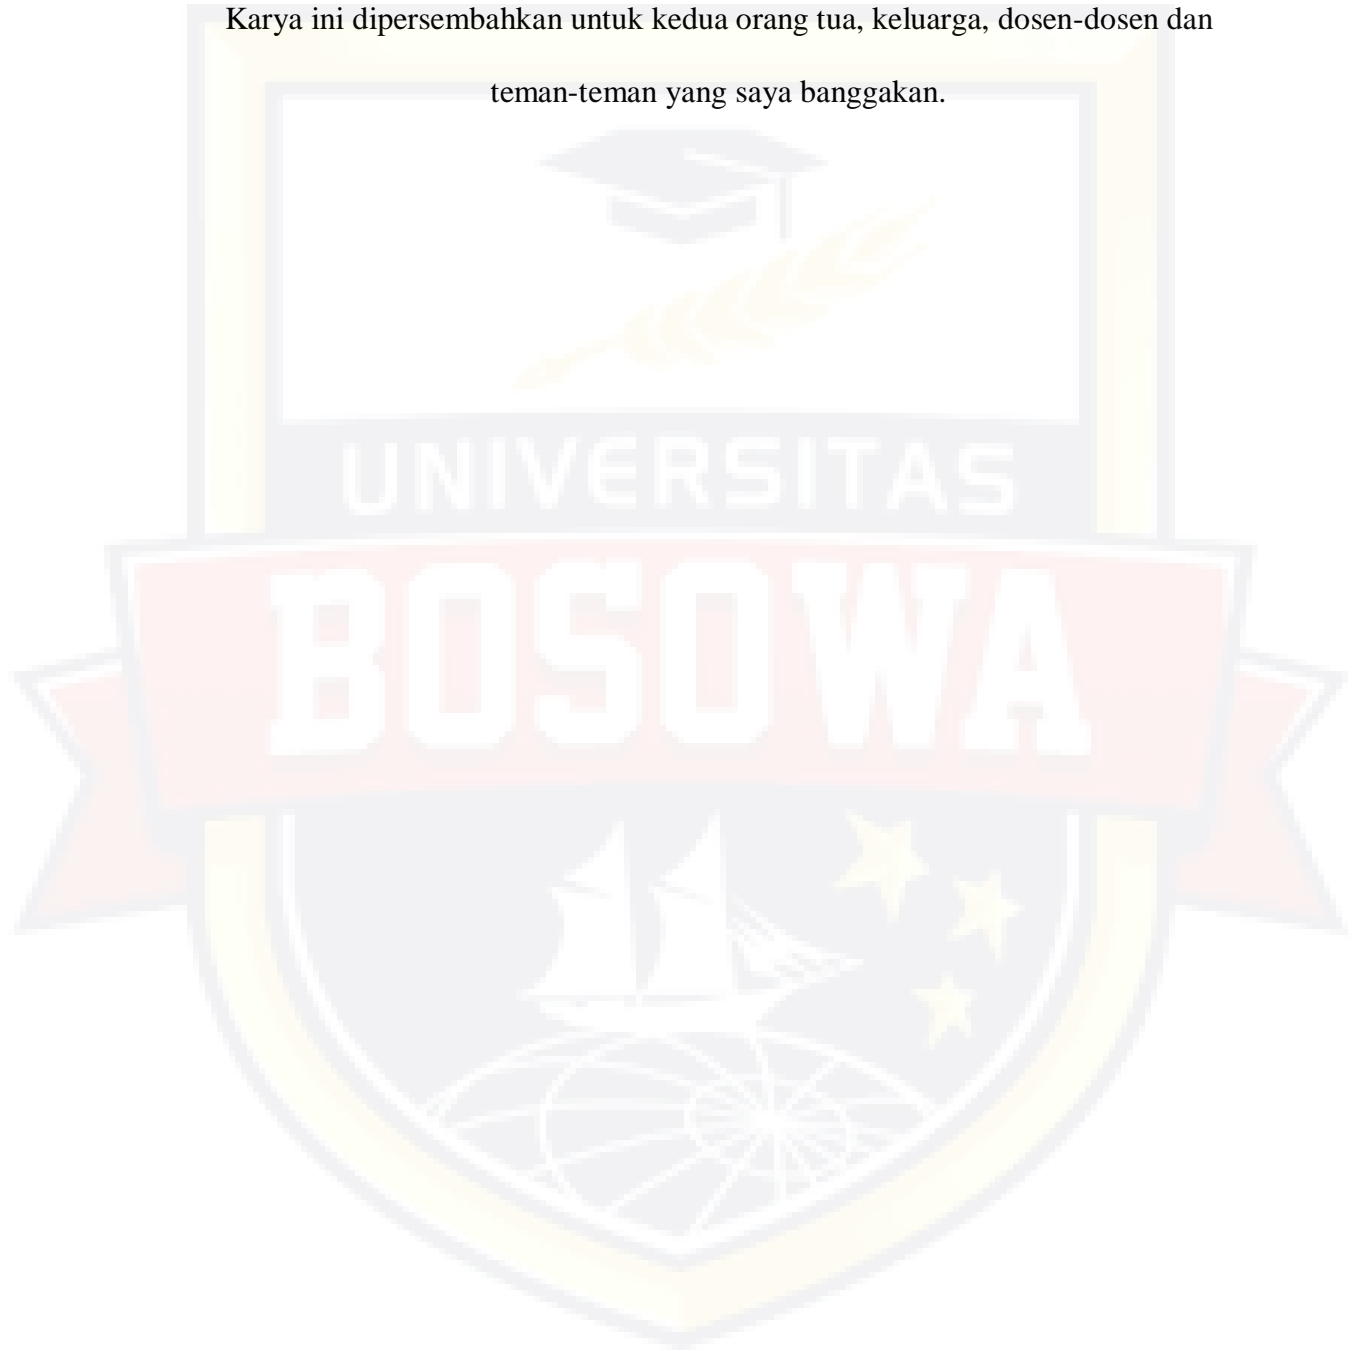 Karya ini dipersembahkan untuk kedua orang tua, keluarga, dosen-dosen dan
teman-teman yang saya banggakan.
UNIVERSITAS
BOSOWA